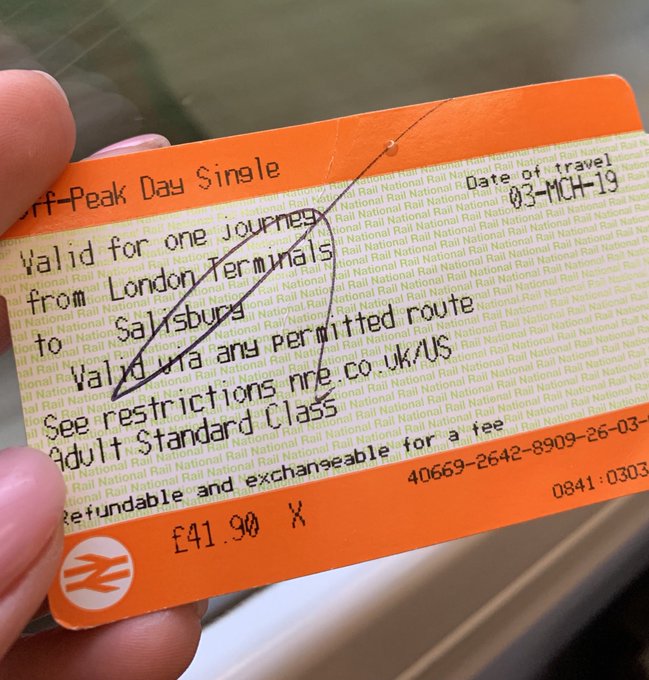 Off-Peak Day Single
Date of travel
03-MCH-19
Valid for one journey
from London Terminals
to Salisbury
Valid via any permitted route
See restrictions nre.co.uk/US
Adult Standard Class
Refundable and exchangeable for a fee
40669-2642-8909-26-03-
£41.90 X
0841:0303